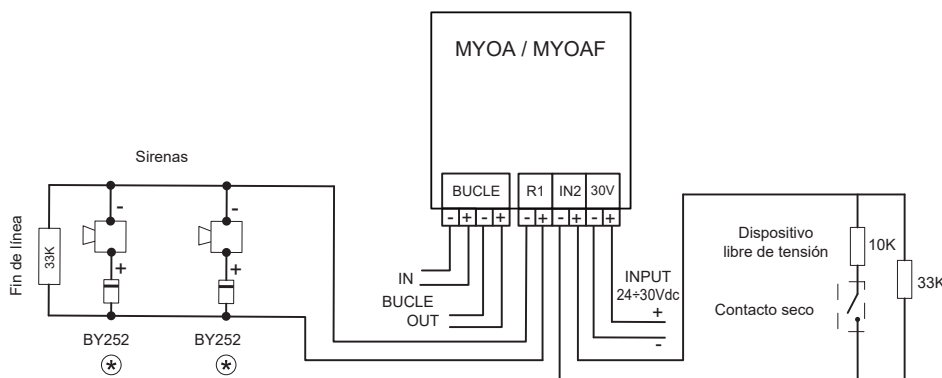 MYOA / MYOAF
Sirenas
BUCLE R1 IN2 30V
- + - + - + - + - +
- -
Fin de línea
33K
+ +
IN
BUCLE
OUT
INPUT
24÷30Vdc
+
-
Dispositivo
libre de tensión
10K
33K
Contacto seco
BY252 BY252
* *